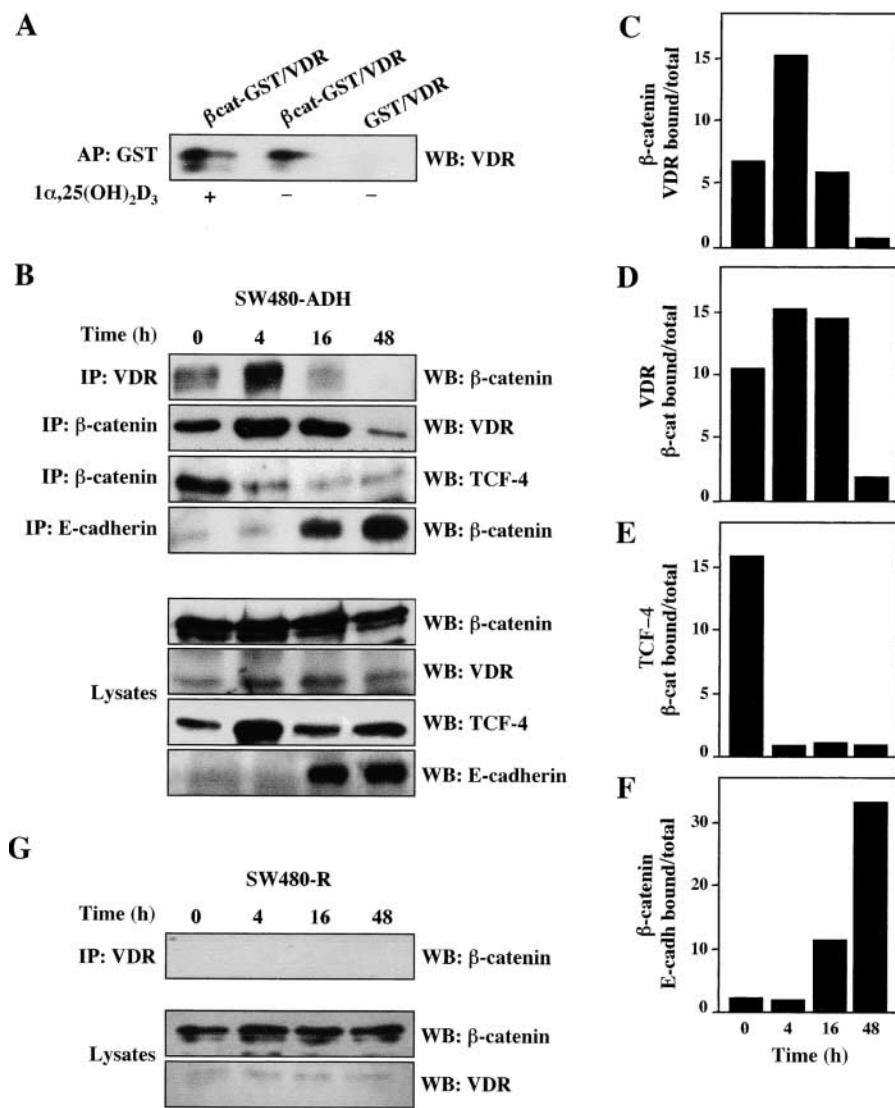 A
βcat-GST/VDR
βcat-GST/VDR
GST/VDR
AP: GST
WB: VDR
1α,25(OH)₂D₃
+
−
−
B
SW480-ADH
Time (h)
0
4
16
48
IP: VDR
WB: β-catenin
IP: β-catenin
WB: VDR
IP: β-catenin
WB: TCF-4
IP: E-cadherin
WB: β-catenin
Lysates
WB: β-catenin
WB: VDR
WB: TCF-4
WB: E-cadherin
G
SW480-R
Time (h)
0
4
16
48
IP: VDR
WB: β-catenin
Lysates
WB: β-catenin
WB: VDR
C
β-catenin
VDR bound/total
15
10
5
0
D
VDR
β-cat bound/total
15
10
5
0
E
TCF–4
β-cat bound/total
15
10
5
0
F
β-catenin
E-cadh bound/total
30
20
10
0
0
4
16
48
Time (h)